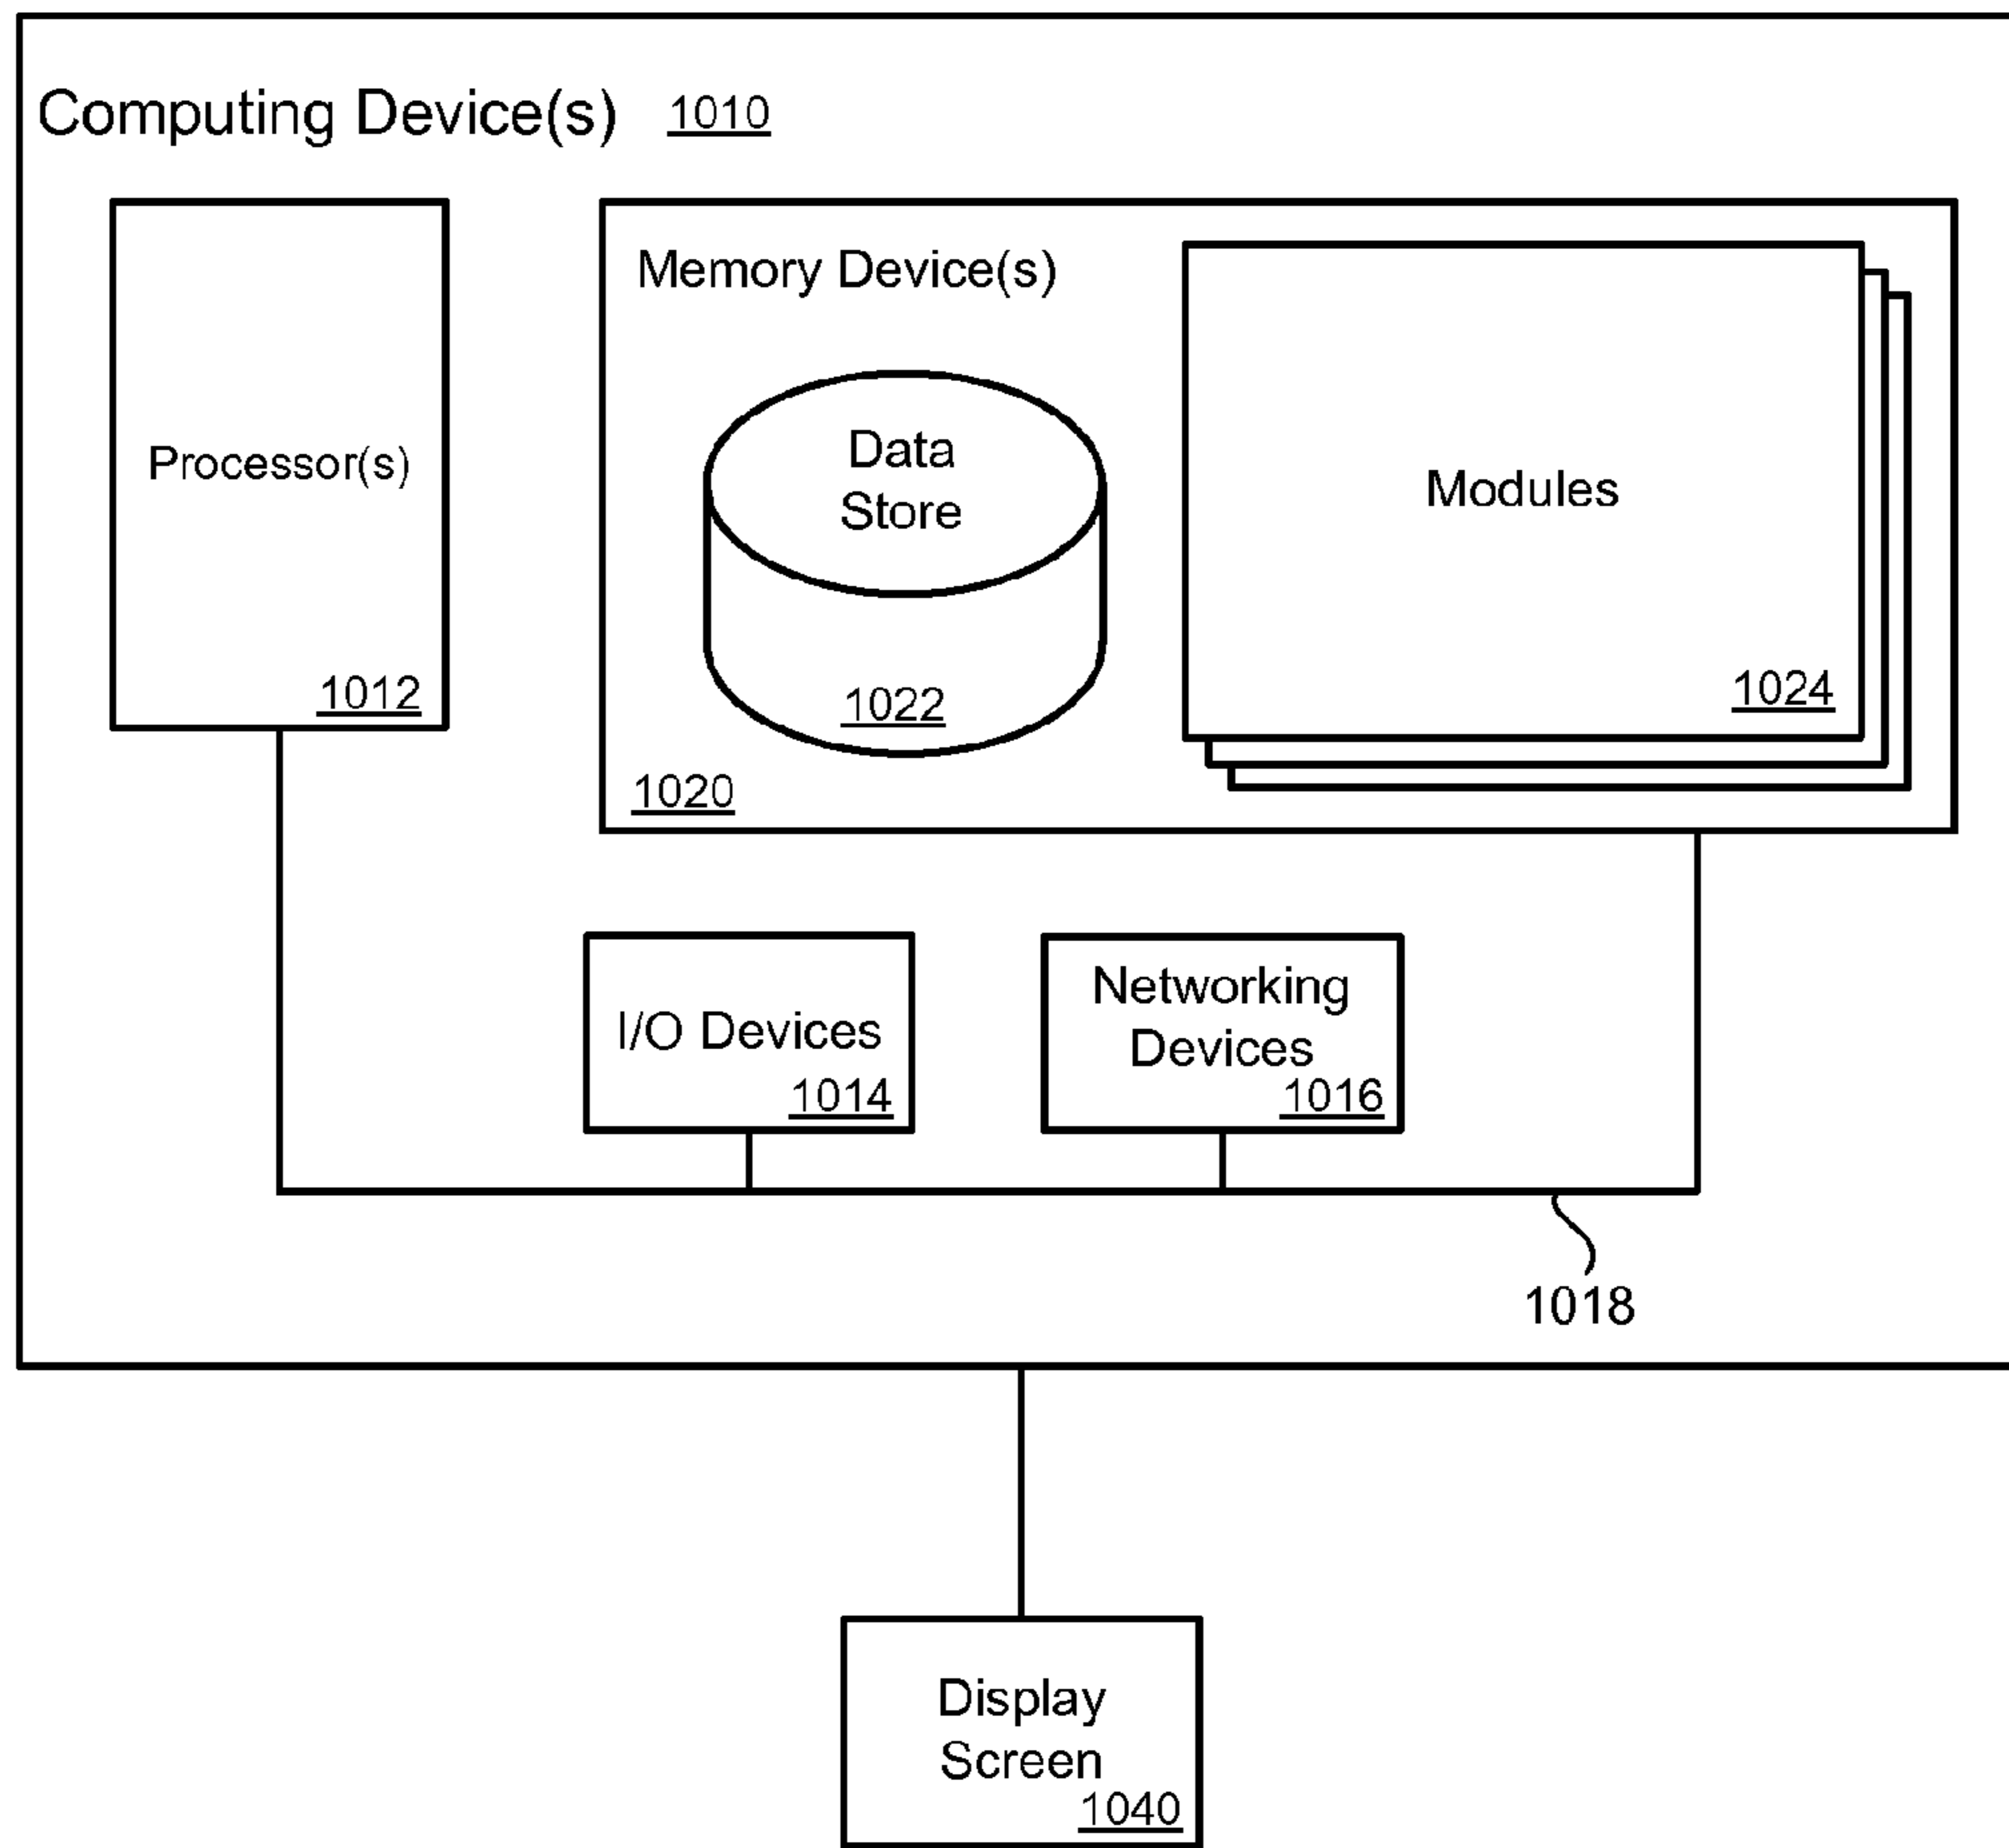 Computing Device(s) 1010
Processor(s)
1012
Memory Device(s)
Data
Store
1022
1020
Modules
1024
I/O Devices
1014
Networking
Devices
1016
1018
Display
Screen
1040